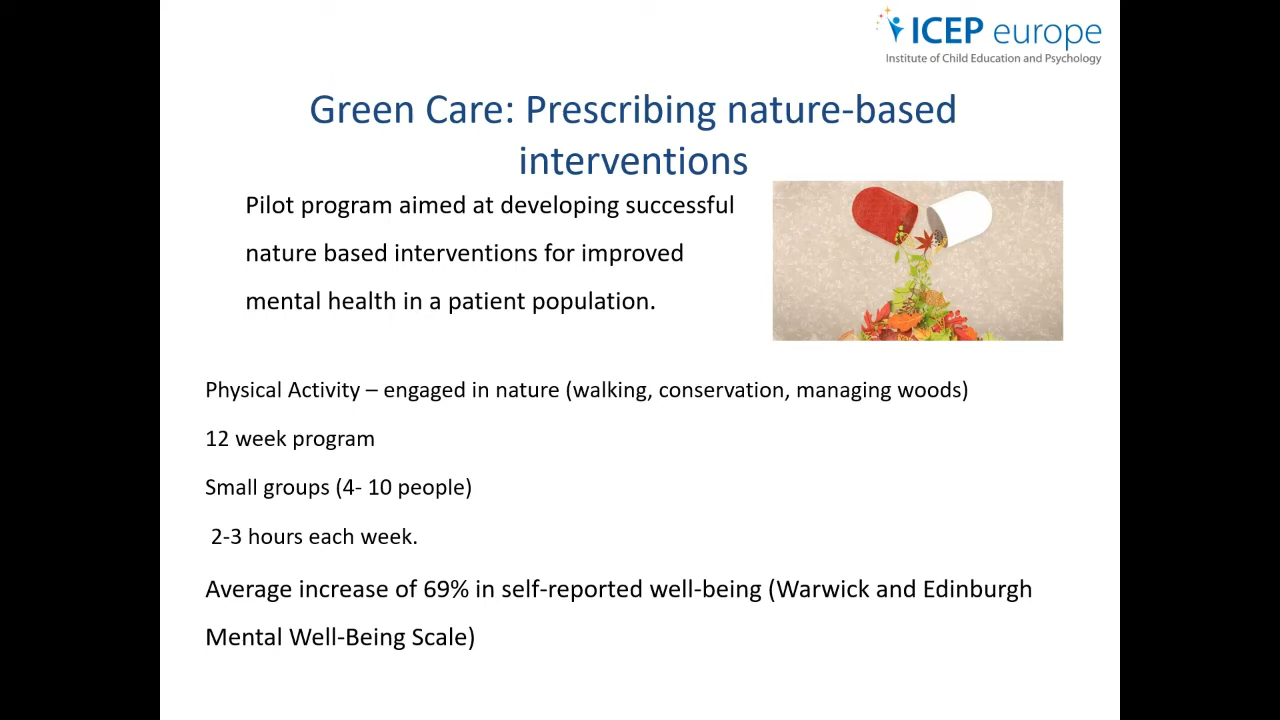 ICEP europe
Institute of Child Education and Psychology
Green Care: Prescribing nature-based
interventions
Pilot program aimed at developing successful
nature based interventions for improved
mental health in a patient population.
Physical Activity – engaged in nature (walking, conservation, managing woods)
12 week program
Small groups (4- 10 people)
2-3 hours each week.
Average increase of 69% in self-reported well-being (Warwick and Edinburgh
Mental Well-Being Scale)